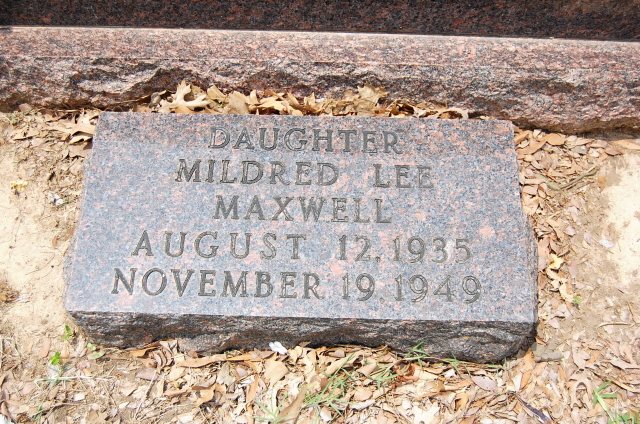 DAUGHTER
MILDRED LEE
MAXWELL
AUGUST 12, 1935
NOVEMBER 19, 1949